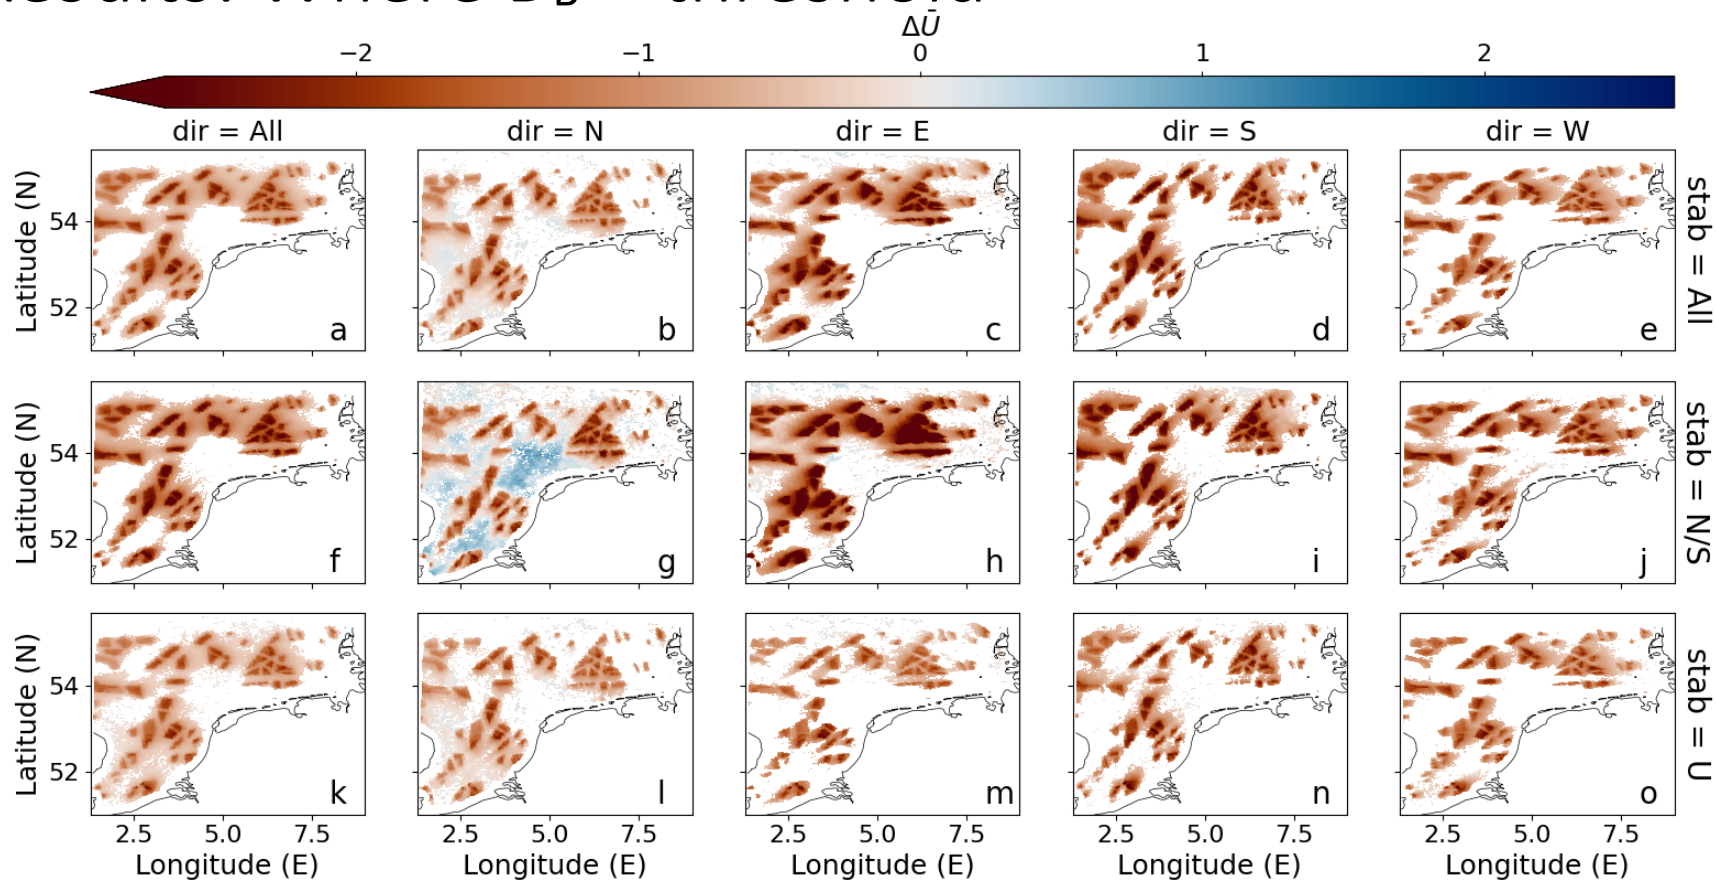 ΔŪ
−2 −1 0 1 2
dir = All dir = N dir = E dir = S dir = W
Latitude (N) 54 52 a b c d e stab = All
Latitude (N) 54 52 f g h i j stab = N/S
Latitude (N) 54 52 k l m n o stab = U
2.5 5.0 7.5 2.5 5.0 7.5 2.5 5.0 7.5 2.5 5.0 7.5 2.5 5.0 7.5
Longitude (E) Longitude (E) Longitude (E) Longitude (E) Longitude (E)